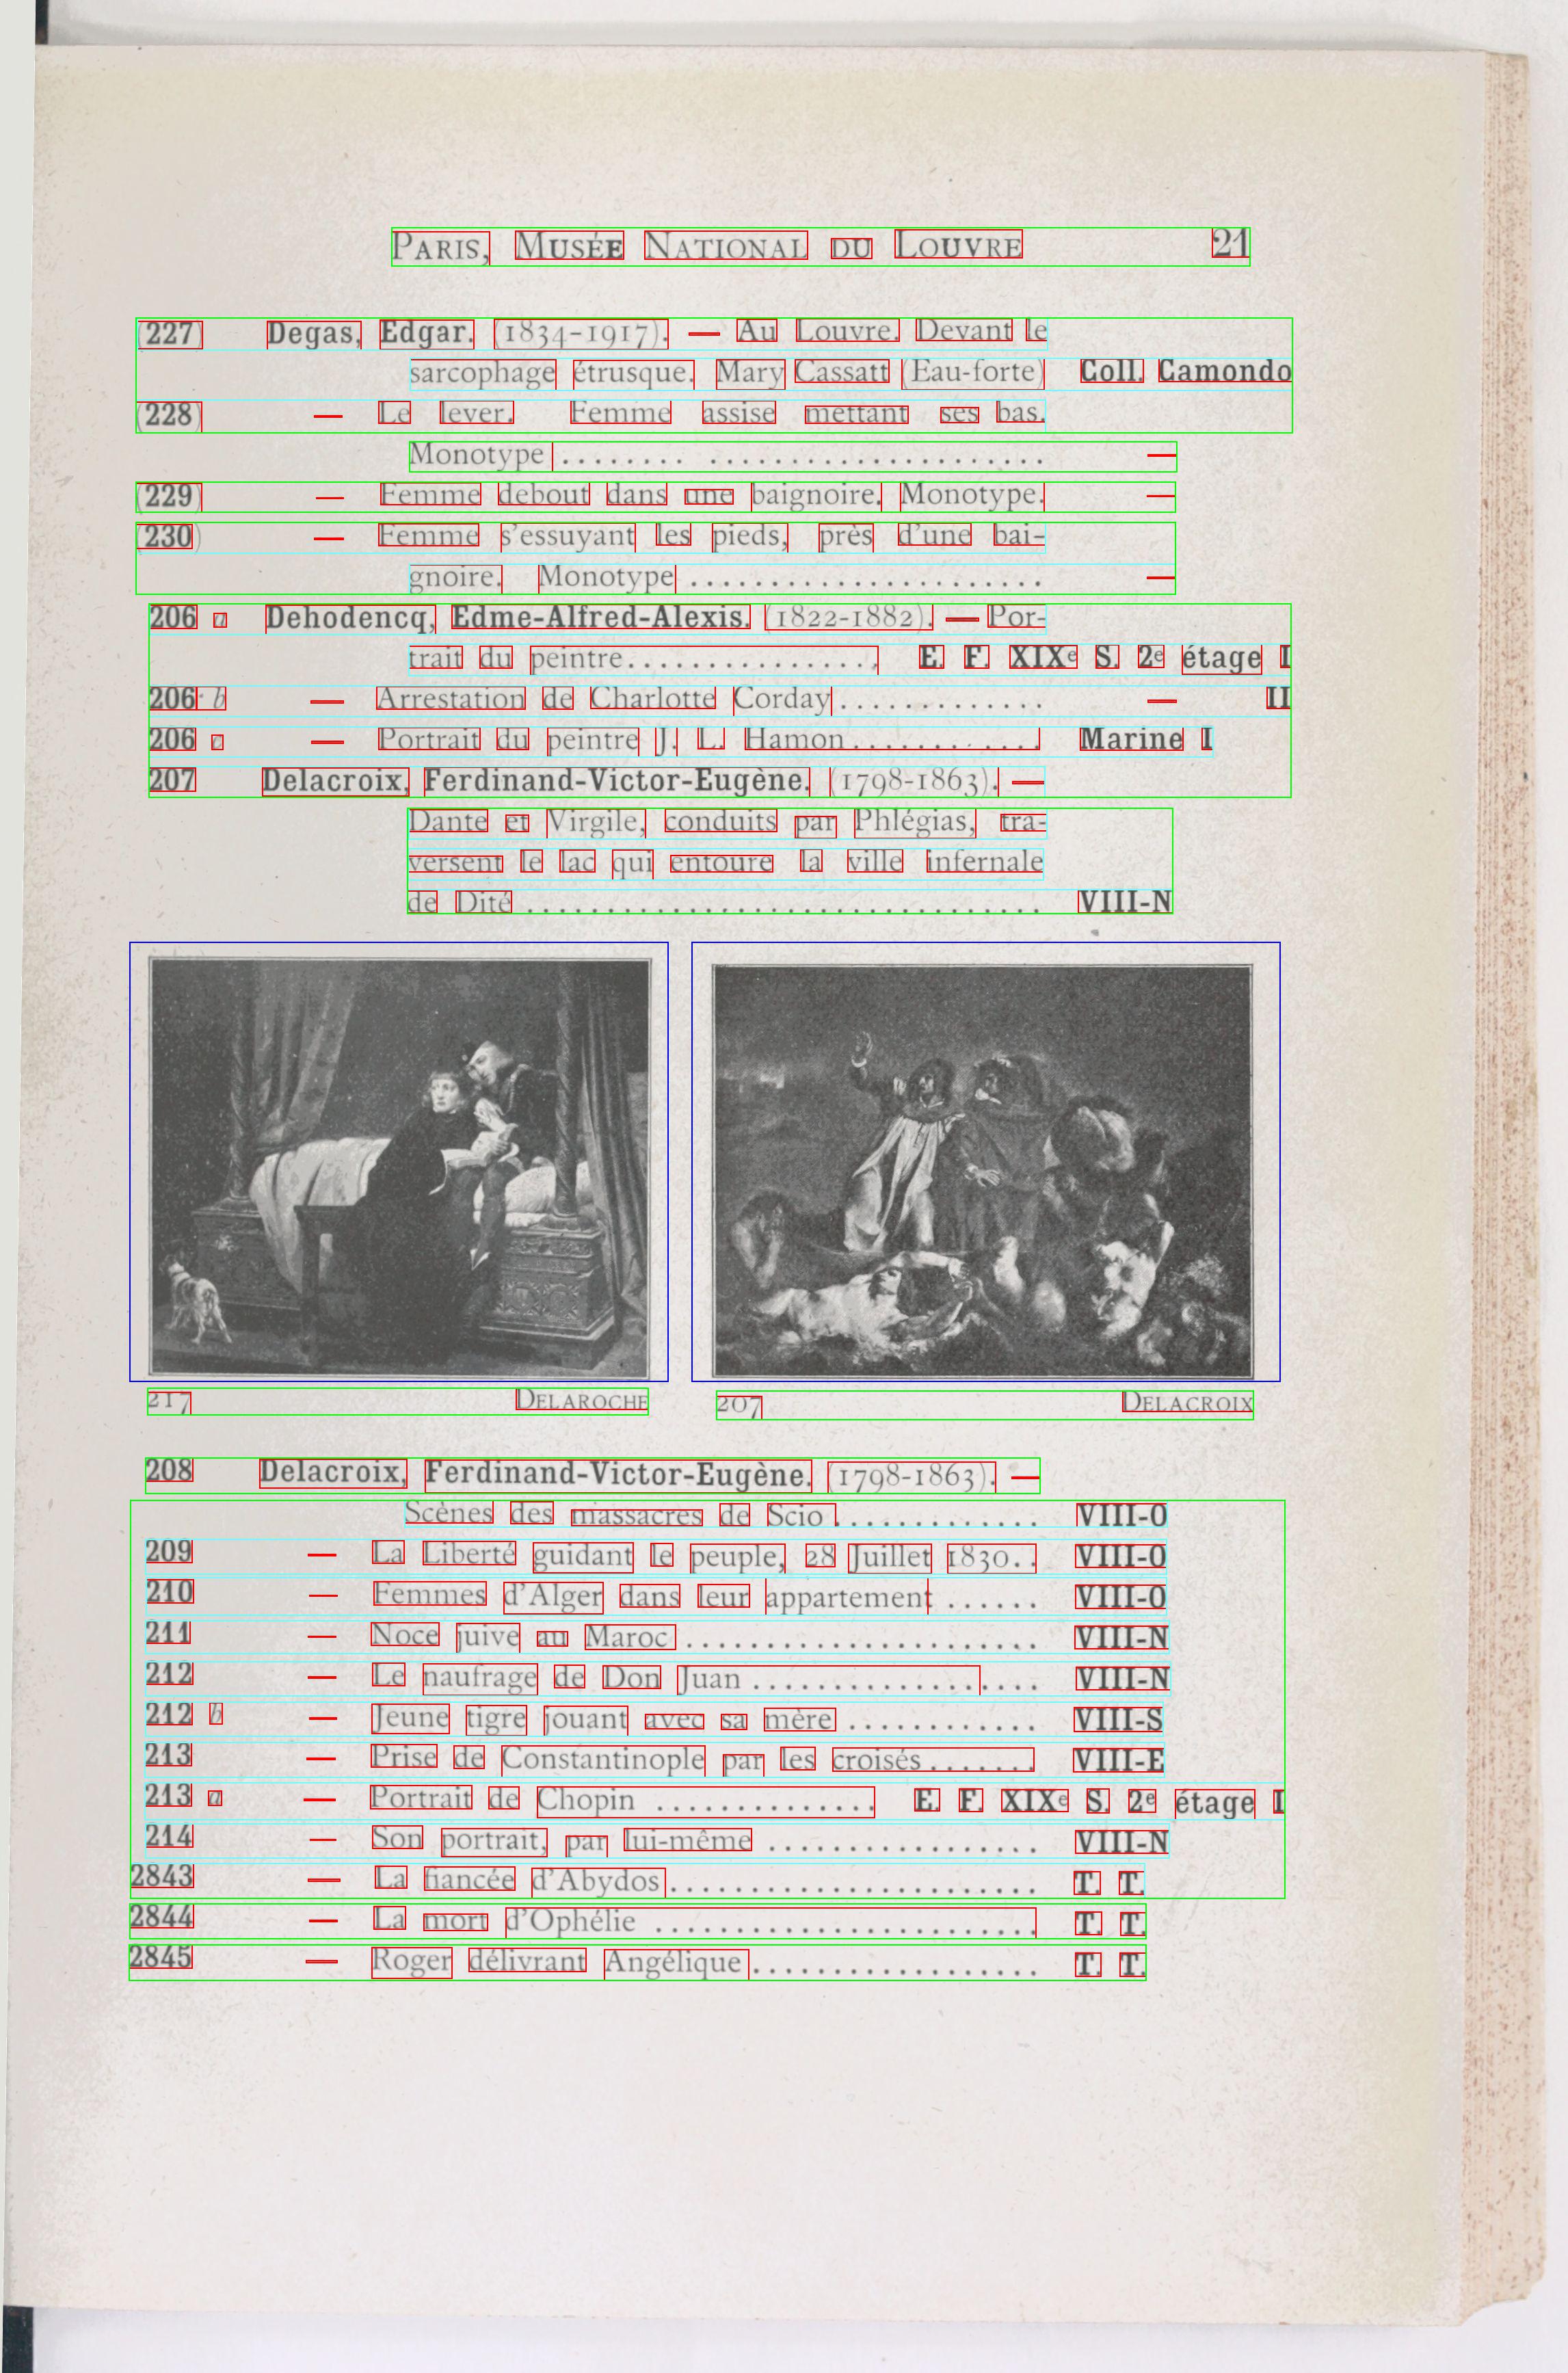 PARIS, MUSÉE NATIONAL DU LOUVRE 21
(227) Degas, Edgar. (1834-1917). — Au Louvre. Devant le
sarcophage étrusque. Mary Cassatt (Eau-forte) Coll. Camondo
(228) — Le lever. Femme assise mettant ses bas.
Monotype ........ ..................... —
(229) — Femme debout dans une baignoire. Monotype. —
(230) — Femme s'essuyant les pieds, près d'une bai-
gnoire. Monotype ...................... —
206 a Dehodencq, Edme-Alfred-Alexis. (1822-1882). — Por-
trait du peintre................ E. F. XIXe S. 2e étage I
206 b — Arrestation de Charlotte Corday............. — II
206 c — Portrait du peintre J. L. Hamon............ Marine I
207 Delacroix, Ferdinand-Victor-Eugène. (1798-1863). —
Dante et Virgile, conduits par Phlégias, tra-
versent le lac qui entoure la ville infernale
de Dité ................................ VIII-N
217 DELAROCHE
207 DELACROIX
208 Delacroix, Ferdinand-Victor-Eugène. (1798-1863). —
Scènes des massacres de Scio ............. VIII-O
209 — La Liberté guidant le peuple, 28 Juillet 1830.. VIII-O
210 — Femmes d'Alger dans leur appartement ...... VIII-O
211 — Noce juive au Maroc ...................... VIII-N
212 — Le naufrage de Don Juan .................. VIII-N
212 b — Jeune tigre jouant avec sa mère ............ VIII-S
213 — Prise de Constantinople par les croisés ....... VIII-E
213 a — Portrait de Chopin .............. E. F. XIXe S. 2e étage I
214 — Son portrait, par lui-même ................. VIII-N
2843 — La fiancée d'Abydos....................... T. T.
2844 — La mort d'Ophélie ........................ T. T.
2845 — Roger délivrant Angélique.................. T. T.